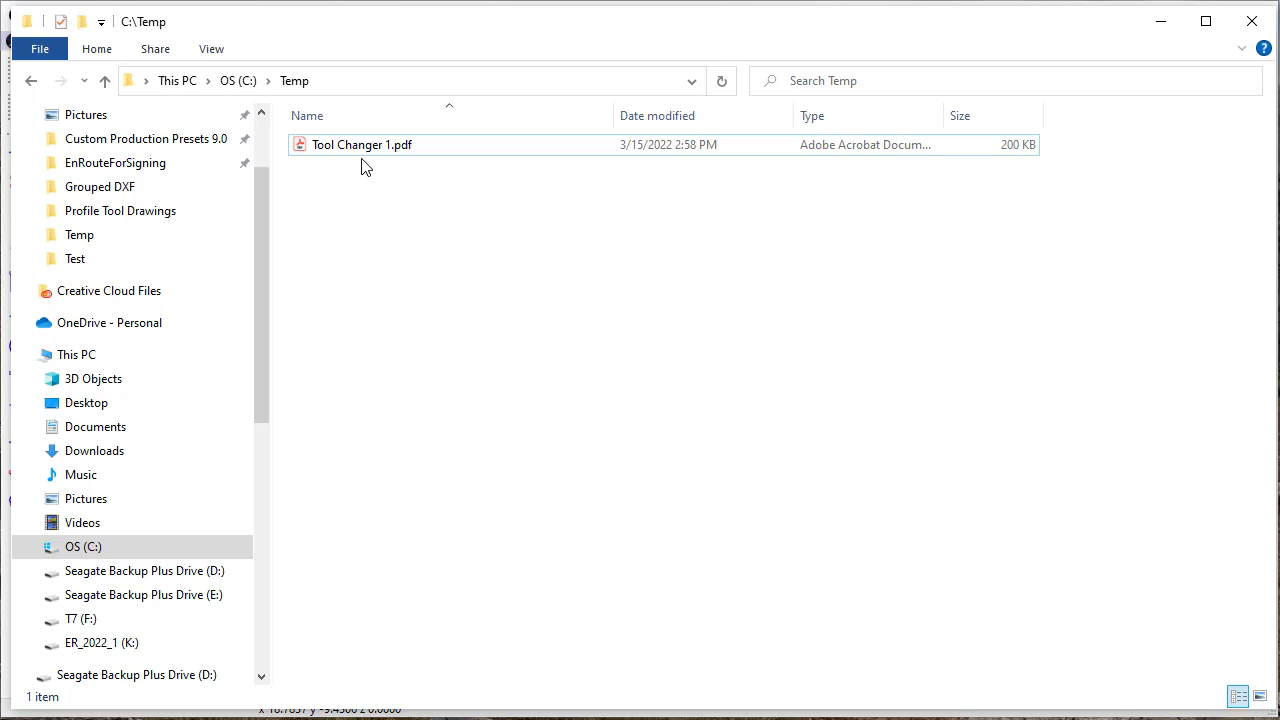 C:\Temp
File Home Share View
This PC OS (C:) Temp
Search Temp
Name Date modified Type Size
Tool Changer 1.pdf 3/15/2022 2:58 PM Adobe Acrobat Docum... 200 KB
Pictures
Custom Production Presets 9.0
EnRouteForSigning
Grouped DXF
Profile Tool Drawings
Temp
Test
Creative Cloud Files
OneDrive - Personal
This PC
3D Objects
Desktop
Documents
Downloads
Music
Pictures
Videos
OS (C:)
Seagate Backup Plus Drive (D:)
Seagate Backup Plus Drive (E:)
T7 (F:)
ER_2022_1 (K:)
Seagate Backup Plus Drive (D:)
1 item